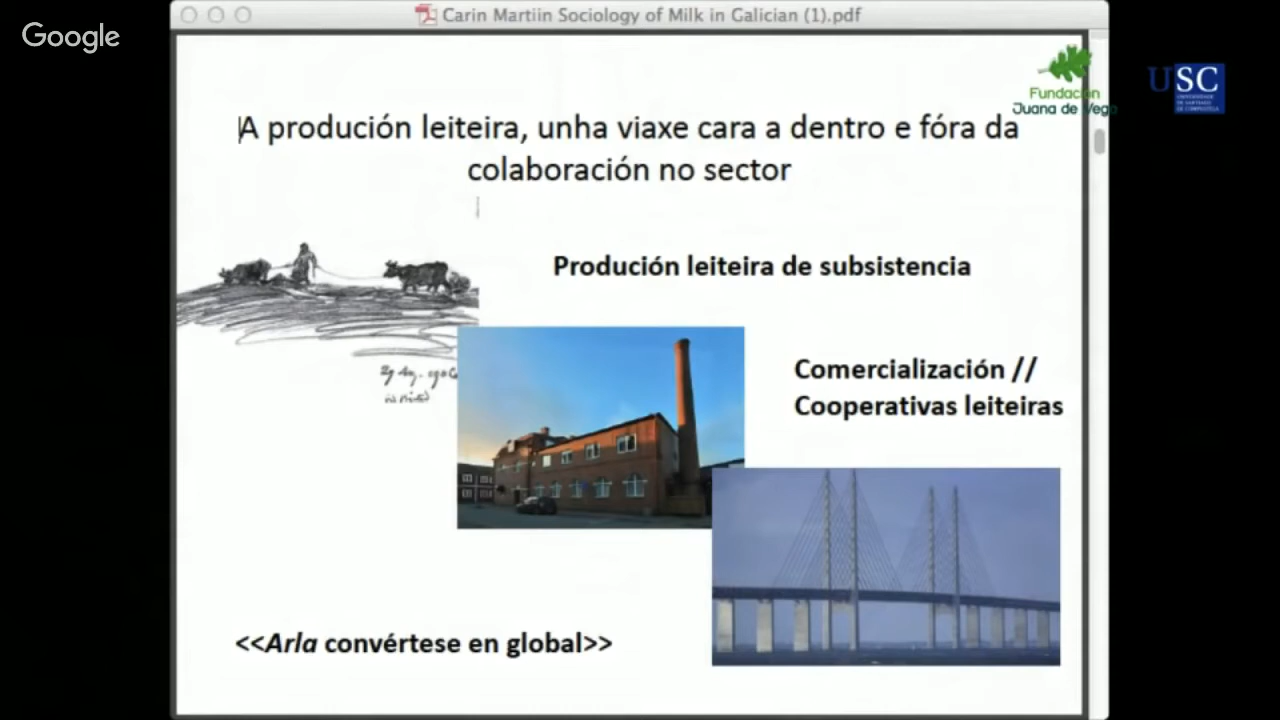 Carin Martiin Sociology of Milk in Galician (1).pdf
Google
Fundación
Juana de Vega
USC
A produción leiteira, unha viaxe cara a dentro e fóra da
colaboración no sector
Produción leiteira de subsistencia
Comercialización //
Cooperativas leiteiras
<<Arla convértese en global>>